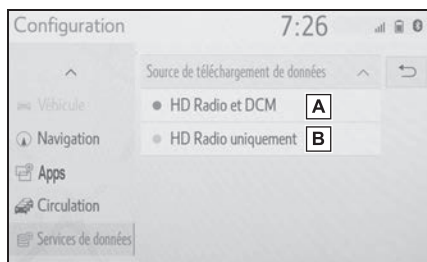 Configuration 7:26
Source de téléchargement de données
Véhicule
HD Radio et DCM A
Navigation
HD Radio uniquement B
Apps
Circulation
Services de données